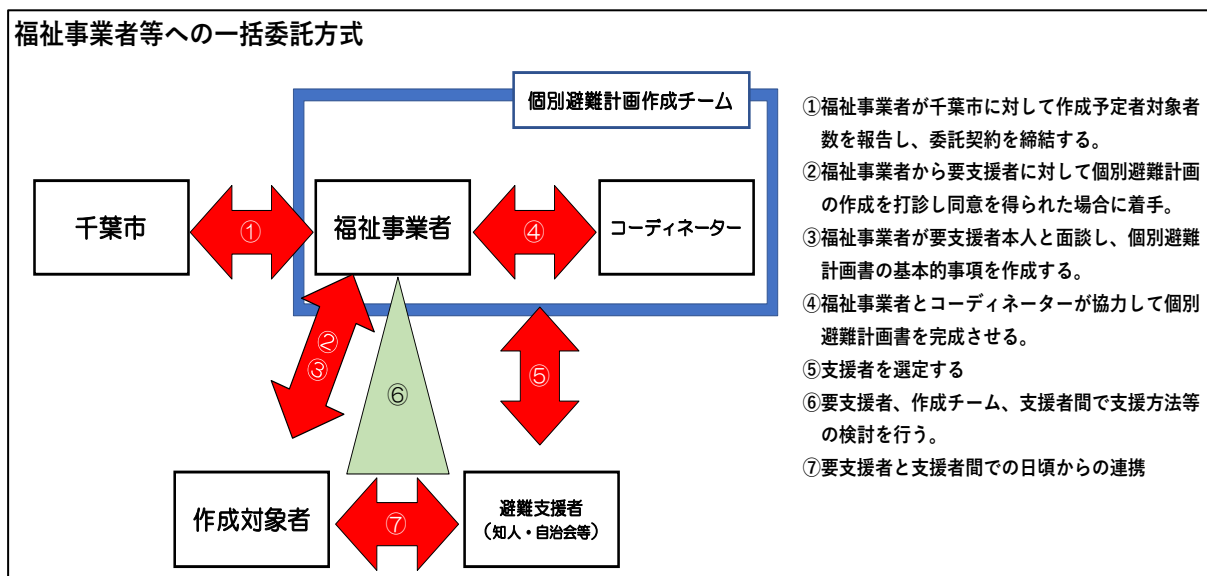 福祉事業者等への一括委託方式
個別避難計画作成チーム
千葉市
①
福祉事業者
④
コーディネーター
②
③
⑥
⑤
作成対象者
⑦
避難支援者
(知人・自治会等)
①福祉事業者が千葉市に対して作成予定者対象者
数を報告し、委託契約を締結する。
②福祉事業者から要支援者に対して個別避難計画
の作成を打診し同意を得られた場合に着手。
③福祉事業者が要支援者本人と面談し、個別避難
計画書の基本的事項を作成する。
④福祉事業者とコーディネーターが協力して個別
避難計画書を完成させる。
⑤支援者を選定する
⑥要支援者、作成チーム、支援者間で支援方法等
の検討を行う。
⑦要支援者と支援者間での日頃からの連携